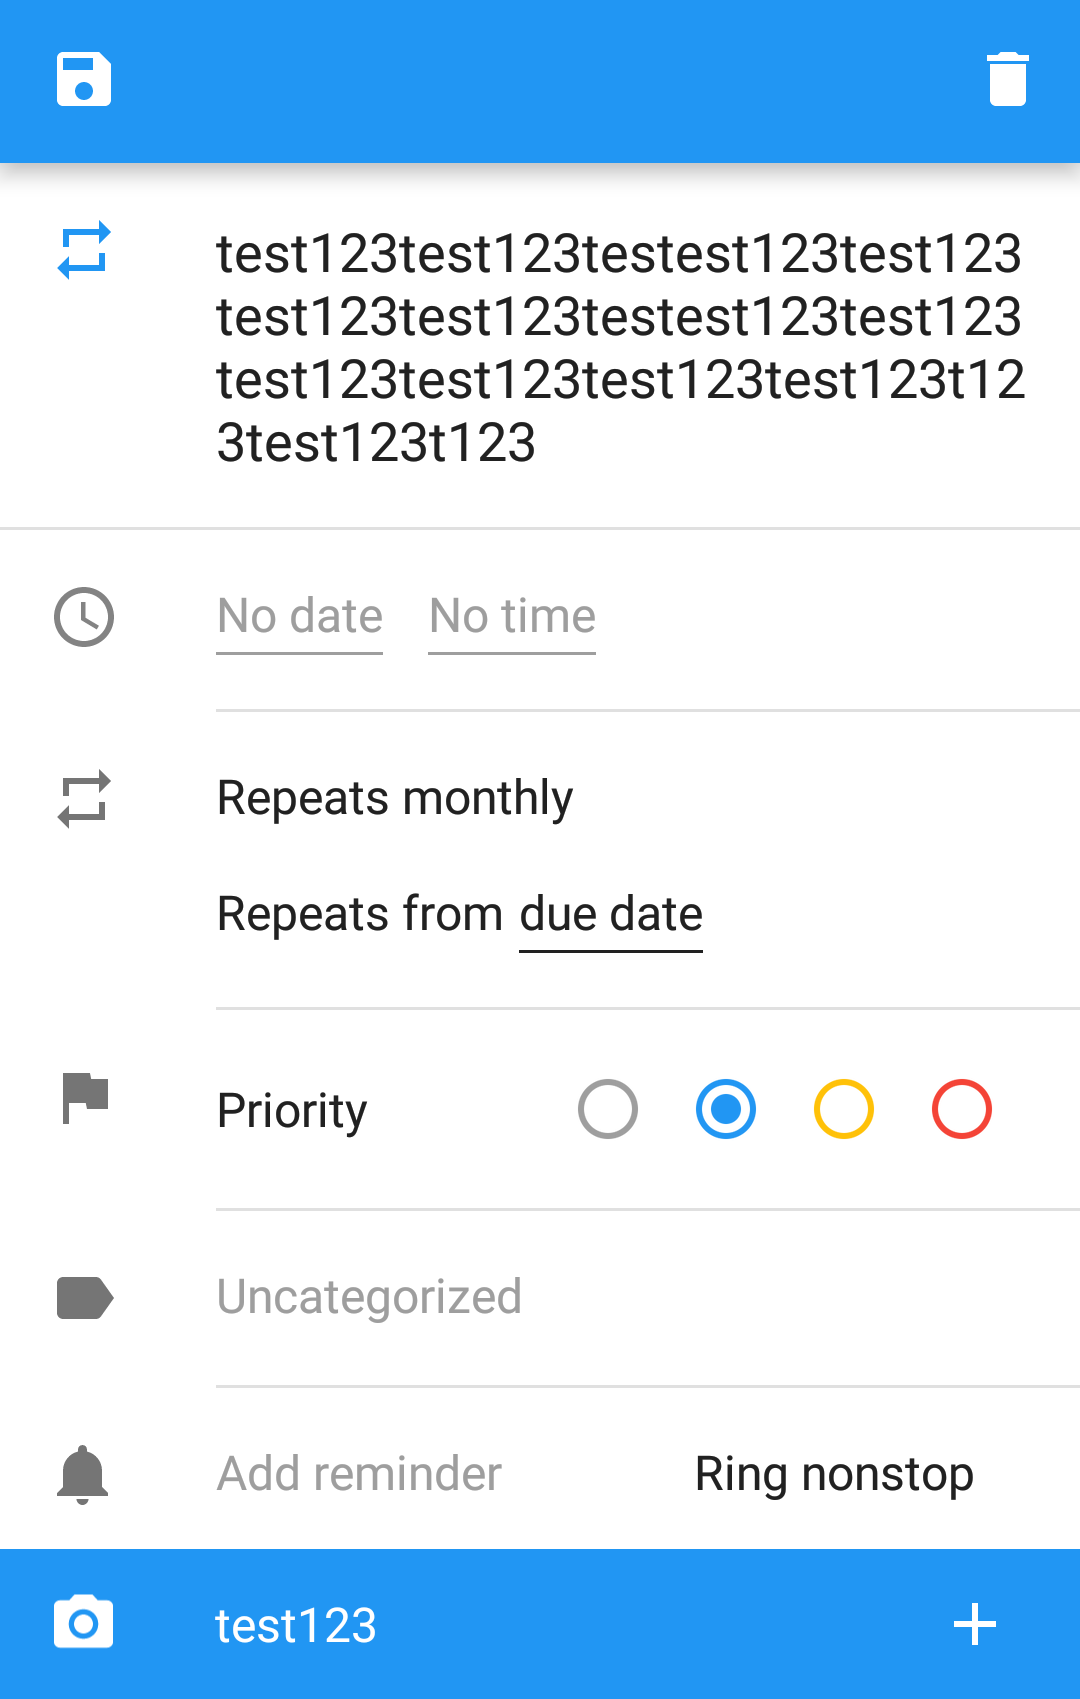 test123test123testest123test123
test123test123testest123test123
test123test123test123test123t12
3test123t123
No date No time
Repeats monthly
Repeats from due date
Priority
Uncategorized
Add reminder Ring nonstop
test123